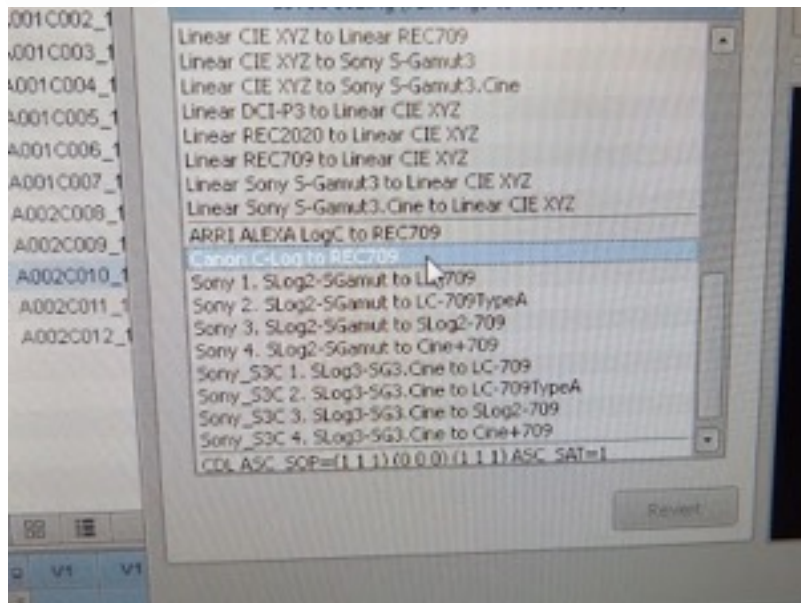 001C002_1
001C003_1
A001C004_1
A001C005_1
A001C006_1
A001C007_1
A002C008_1
A002C009_1
A002C010_1
A002C011_1
A002C012_1
Linear CIE XYZ to Linear REC709
Linear CIE XYZ to Sony S-Gamut3
Linear CIE XYZ to Sony S-Gamut3.Cine
Linear DCI-P3 to Linear CIE XYZ
Linear REC2020 to Linear CIE XYZ
Linear REC709 to Linear CIE XYZ
Linear Sony S-Gamut3 to Linear CIE XYZ
Linear Sony S-Gamut3.Cine to Linear CIE XYZ
ARRI ALEXA LogC to REC709
Canon C-Log to REC709
Sony 1. SLog2-SGamut to LC-709
Sony 2. SLog2-SGamut to LC-709TypeA
Sony 3. SLog2-SGamut to SLog2-709
Sony 4. SLog2-SGamut to Cine+709
Sony_S3C 1. SLog3-SG3.Cine to LC-709
Sony_S3C 2. SLog3-SG3.Cine to LC-709TypeA
Sony_S3C 3. SLog3-SG3.Cine to SLog2-709
Sony_S3C 4. SLog3-SG3.Cine to Cine+709
CDL ASC_SOP=(1 1 1) (0 0 0) (1 1 1) ASC_SAT=1
Revert
V1 V1